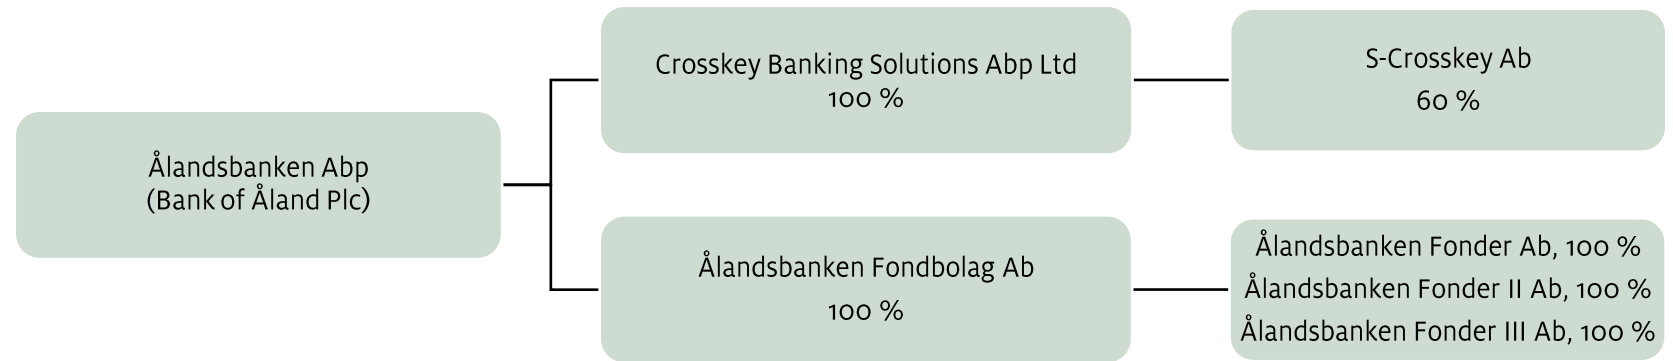 Ålandsbanken Abp
(Bank of Åland Plc)
Crosskey Banking Solutions Abp Ltd
100 %
S-Crosskey Ab
60 %
Ålandsbanken Fondbolag Ab
100 %
Ålandsbanken Fonder Ab, 100 %
Ålandsbanken Fonder II Ab, 100 %
Ålandsbanken Fonder III Ab, 100 %